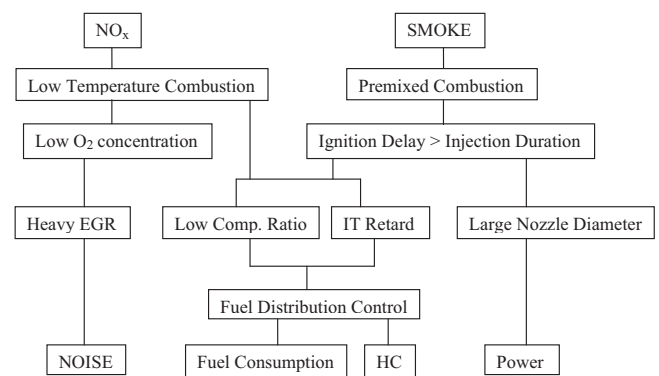 NOₓ
SMOKE
Low Temperature Combustion
Premixed Combustion
Low O₂ concentration
Ignition Delay > Injection Duration
Heavy EGR
Low Comp. Ratio
IT Retard
Large Nozzle Diameter
Fuel Distribution Control
NOISE
Fuel Consumption
HC
Power